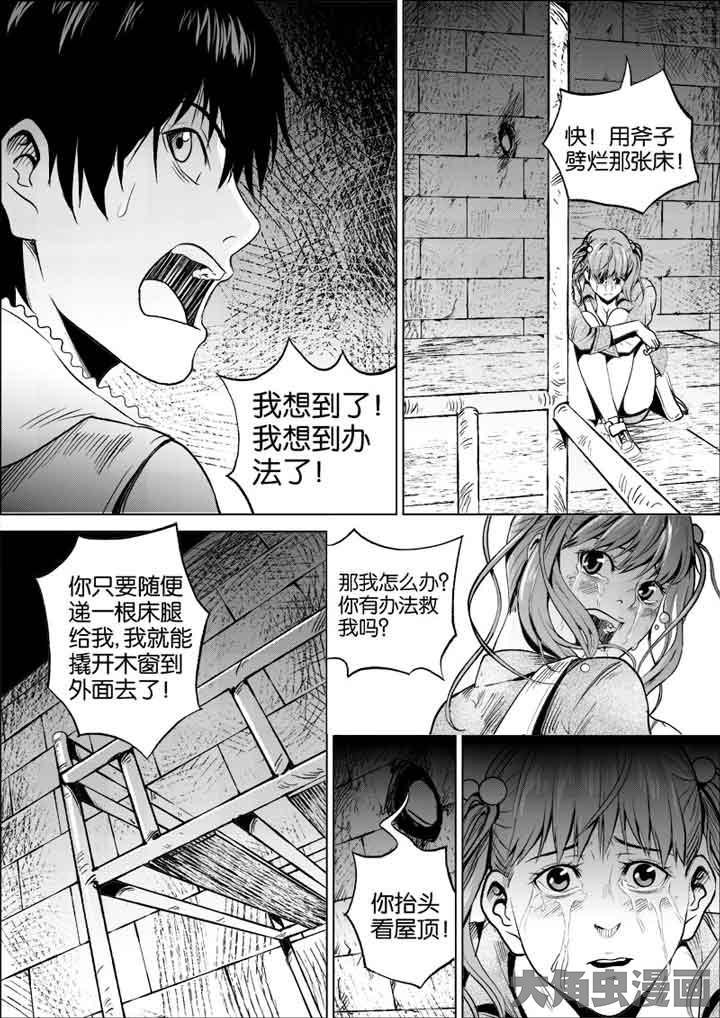 我想到了！
我想到办
法了！
快！用斧子
劈烂那张床！
你只要随便
递一根床腿
给我，我就能
撬开木窗到
外面去了！
那我怎么办？
你有办法救
我吗？
你抬头
看屋顶！
大角虫漫画